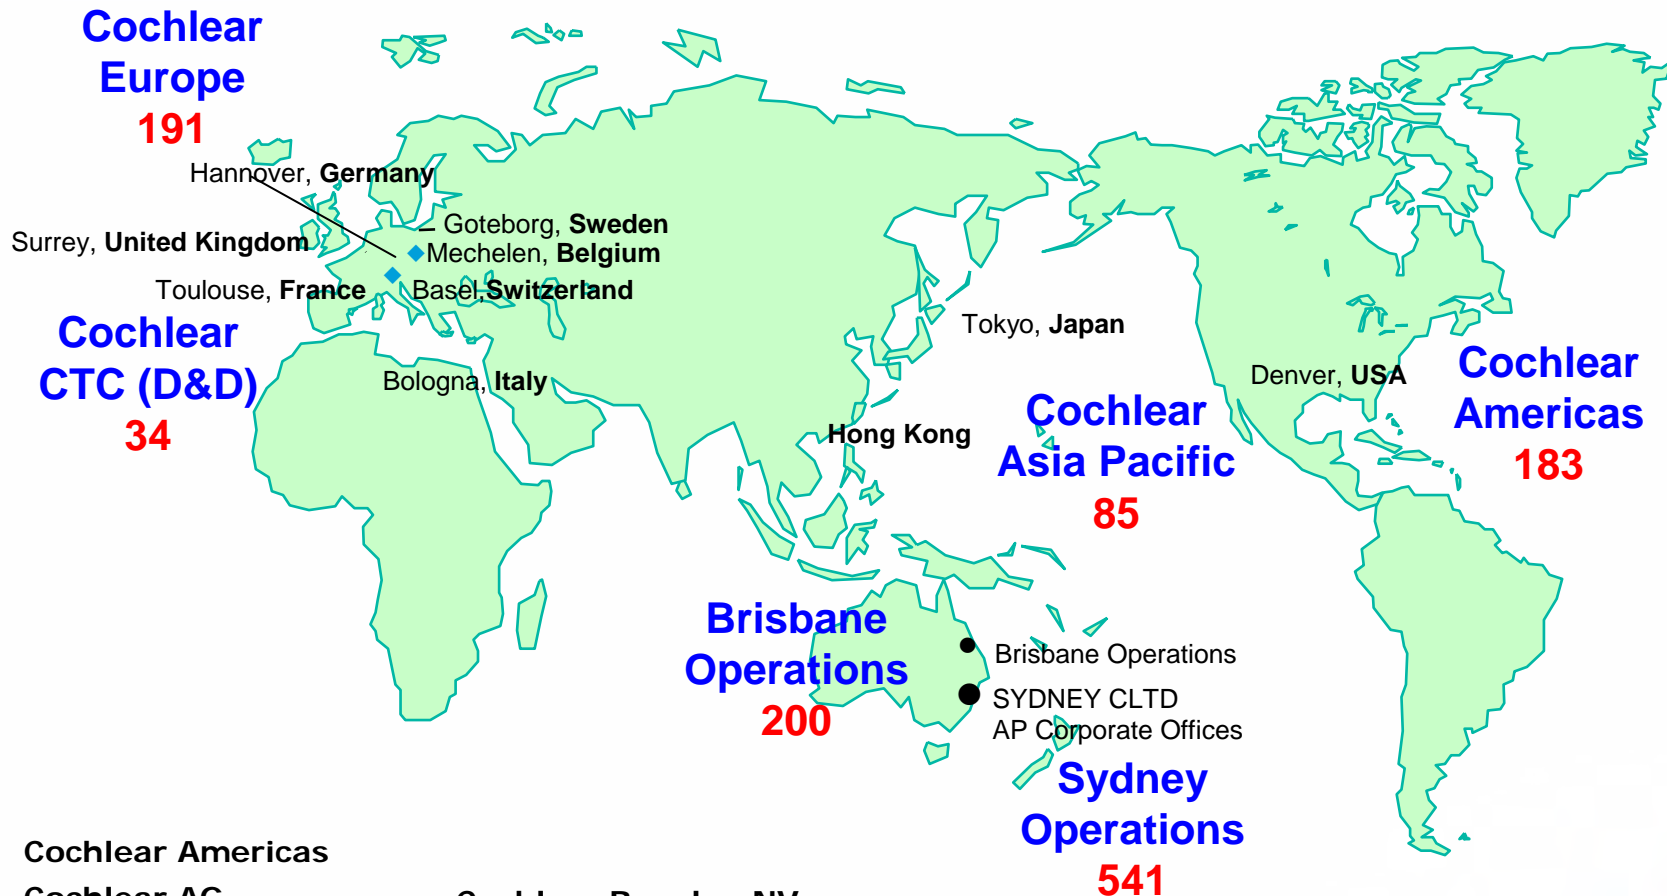 Cochlear
Europe
191
Hannover, Germany
Goteborg, Sweden
Surrey, United Kingdom
Mechelen, Belgium
Toulouse, France
Basel,Switzerland
Cochlear
CTC (D&D)
34
Tokyo, Japan
Bologna, Italy
Denver, USA
Cochlear
Americas
183
Cochlear
Asia Pacific
85
Hong Kong
Brisbane
Operations
200
Brisbane Operations
SYDNEY CLTD
AP Corporate Offices
Sydney
Operations
541
Cochlear Americas
Cochlear AG